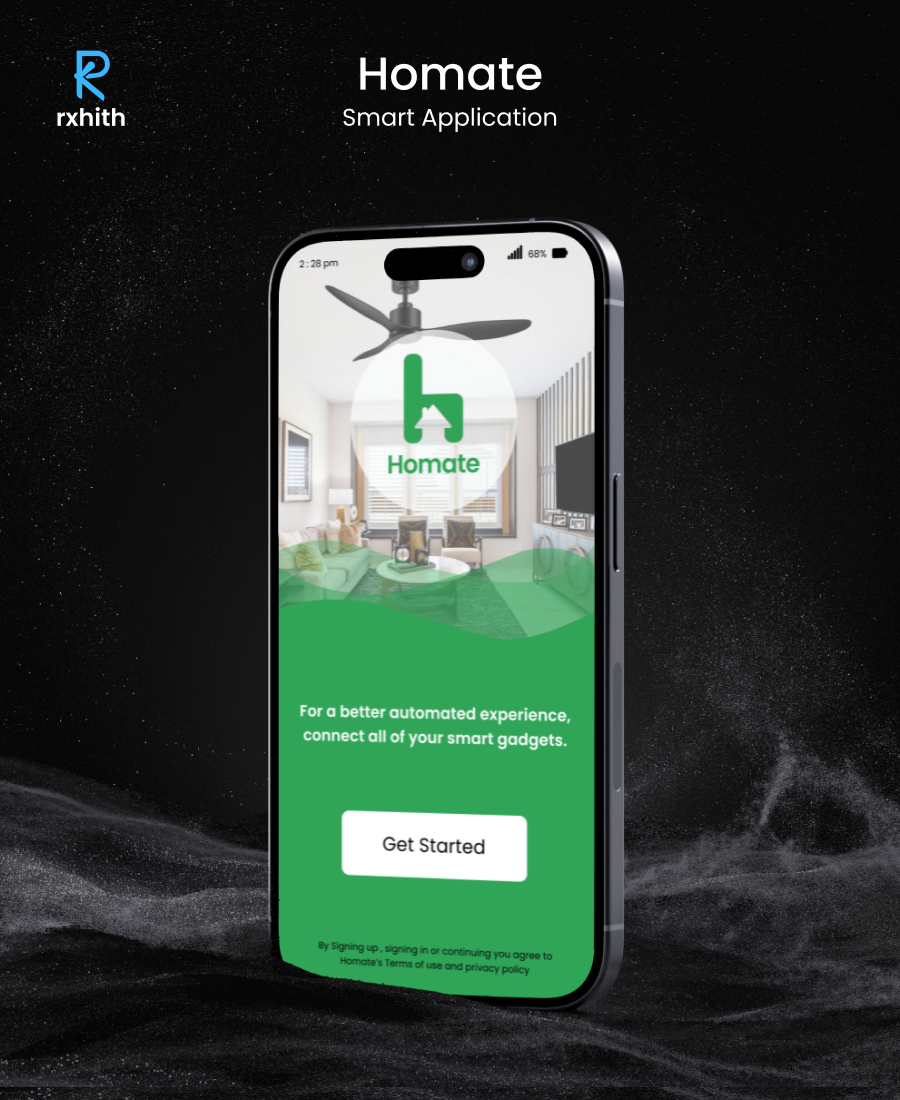 rxhith
Homate
Smart Application
2:28 pm
68%
Homate
For a better automated experience,
connect all of your smart gadgets.
Get Started
By Signing up , signing in or continuing you agree to
Homate's Terms of use and privacy policy